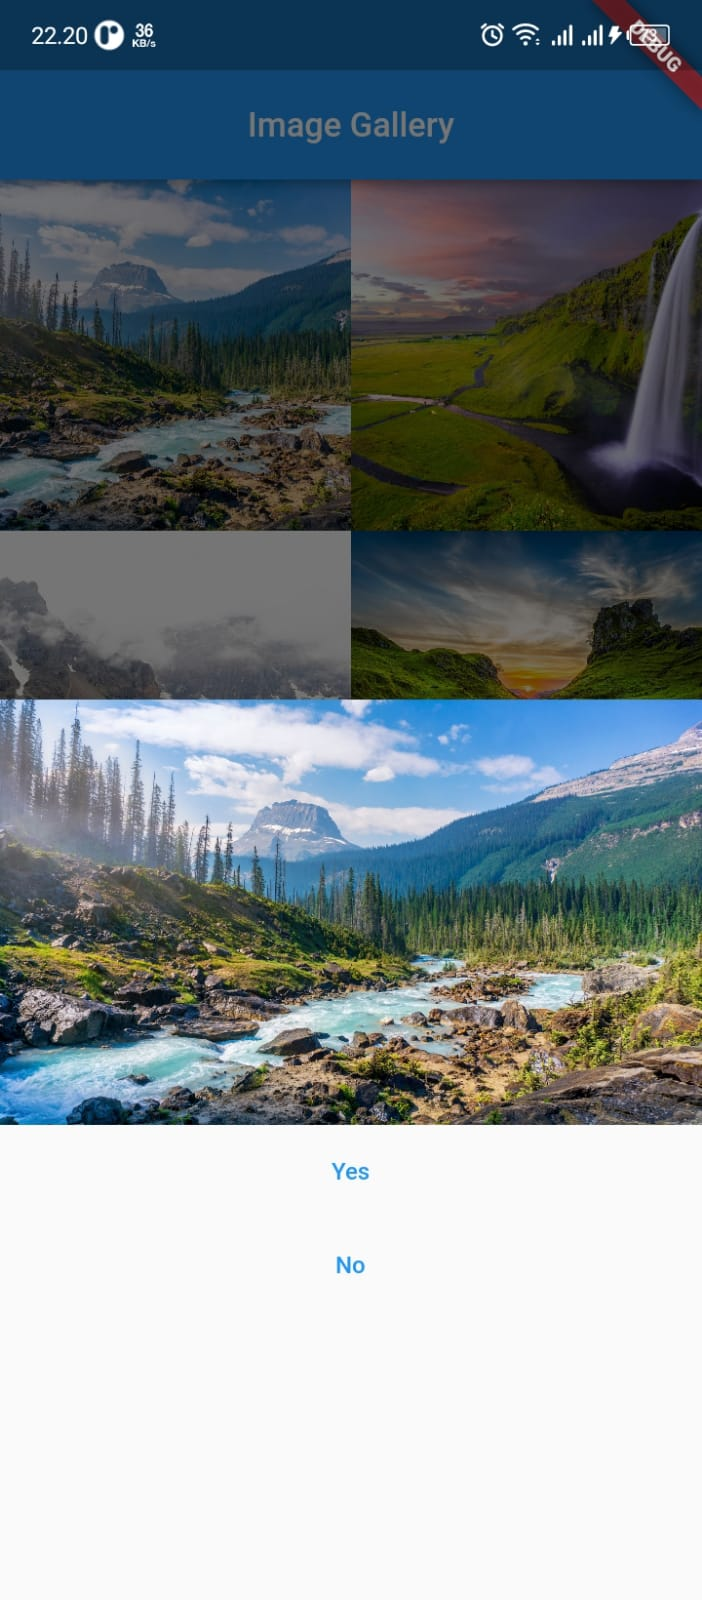 22.20
36
KB/s
DEBUG
Image Gallery
Yes
No